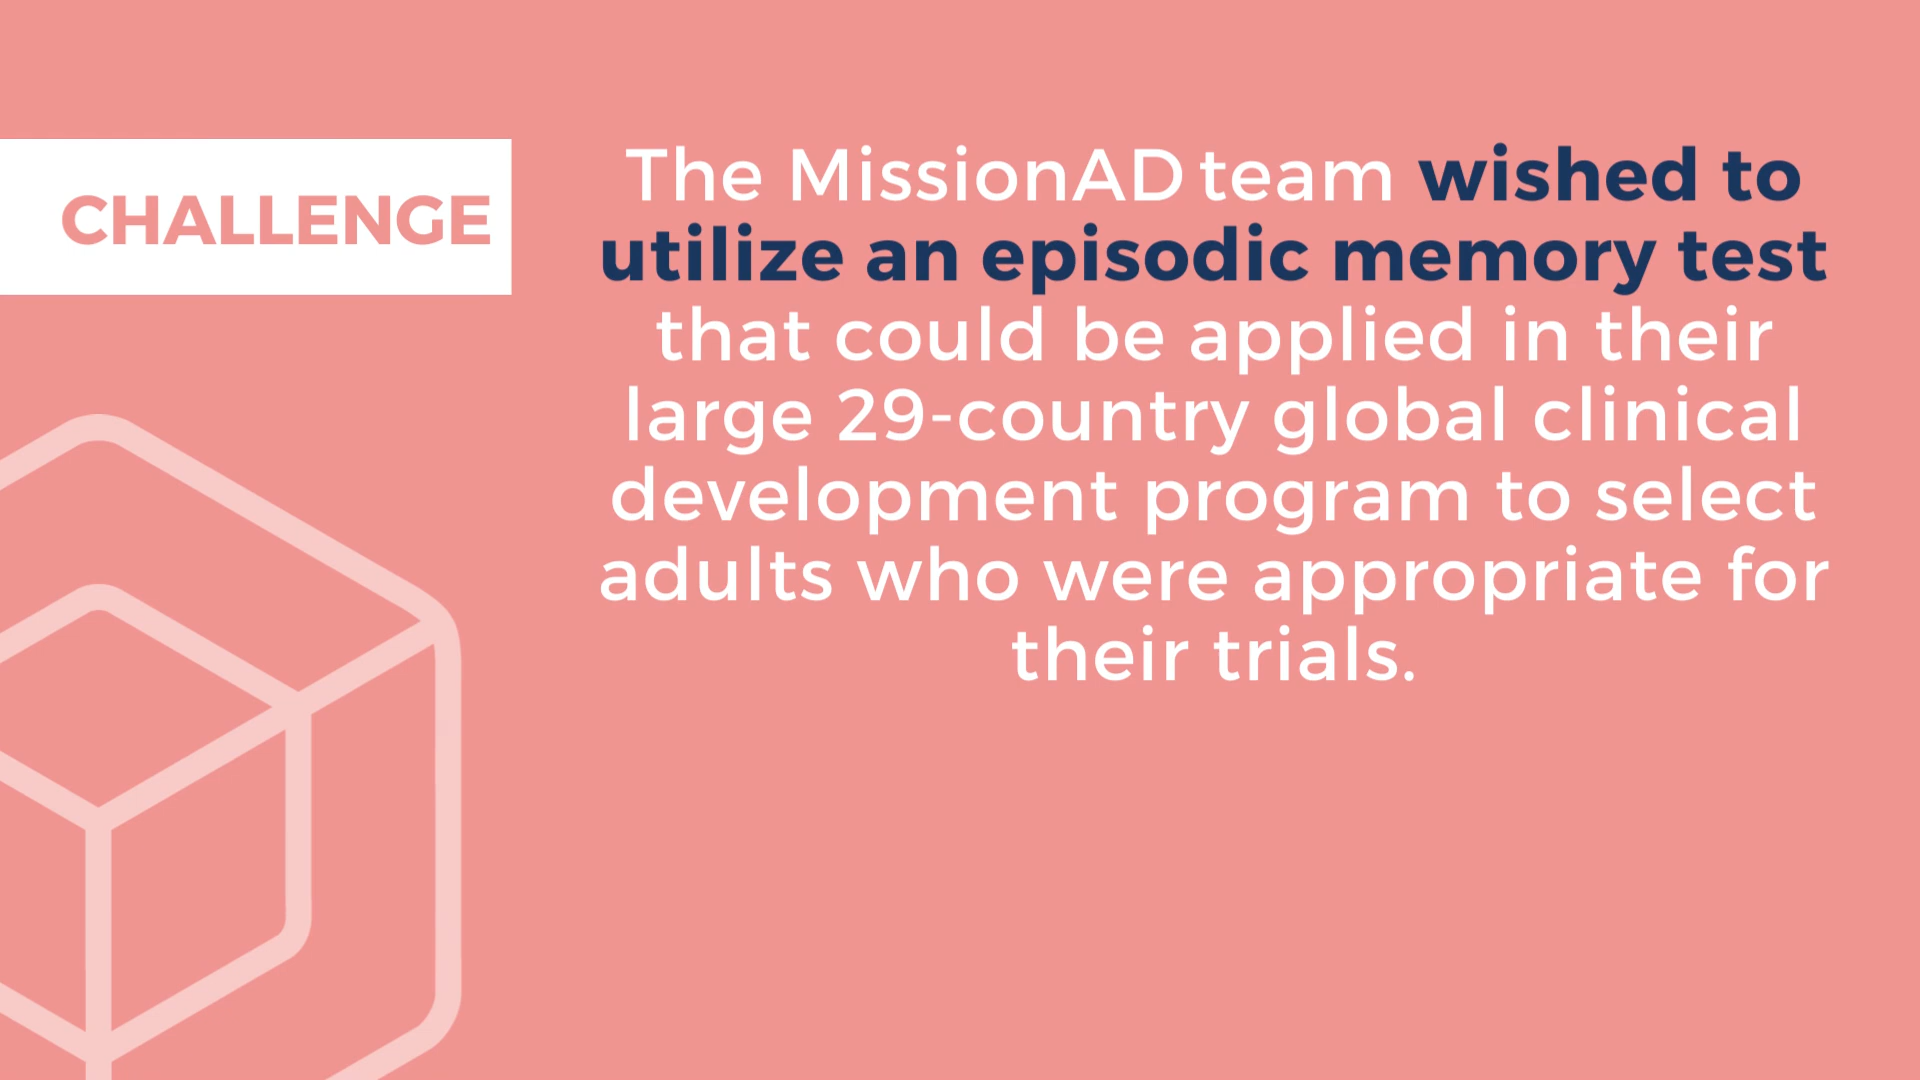 CHALLENGE
The MissionAD team wished to
utilize an episodic memory test
that could be applied in their
large 29-country global clinical
development program to select
adults who were appropriate for
their trials.